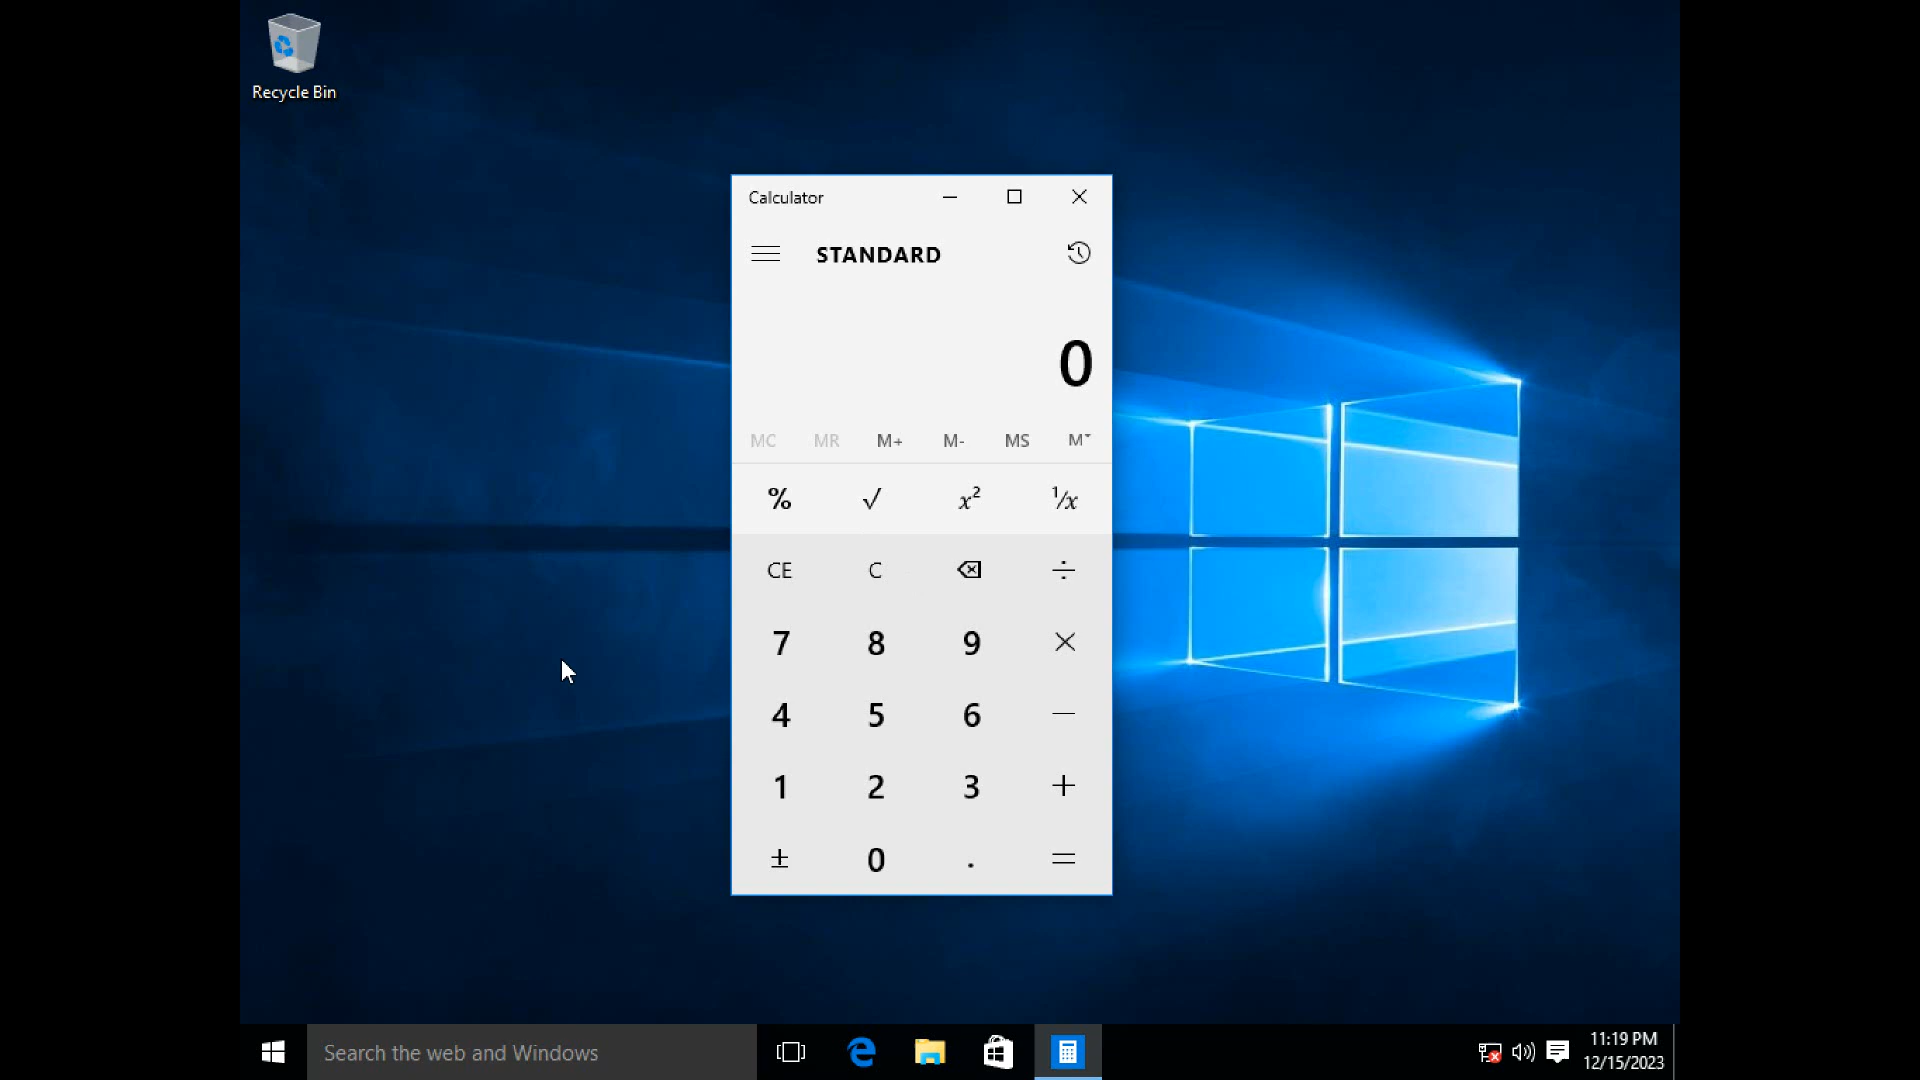 Recycle Bin
Calculator
STANDARD
0
MC MR M+ M- MS M˅
% √ x² ¹/x
CE C ÷
7 8 9 ×
4 5 6 −
1 2 3 +
± 0 . =
Search the web and Windows
11:19 PM
12/15/2023